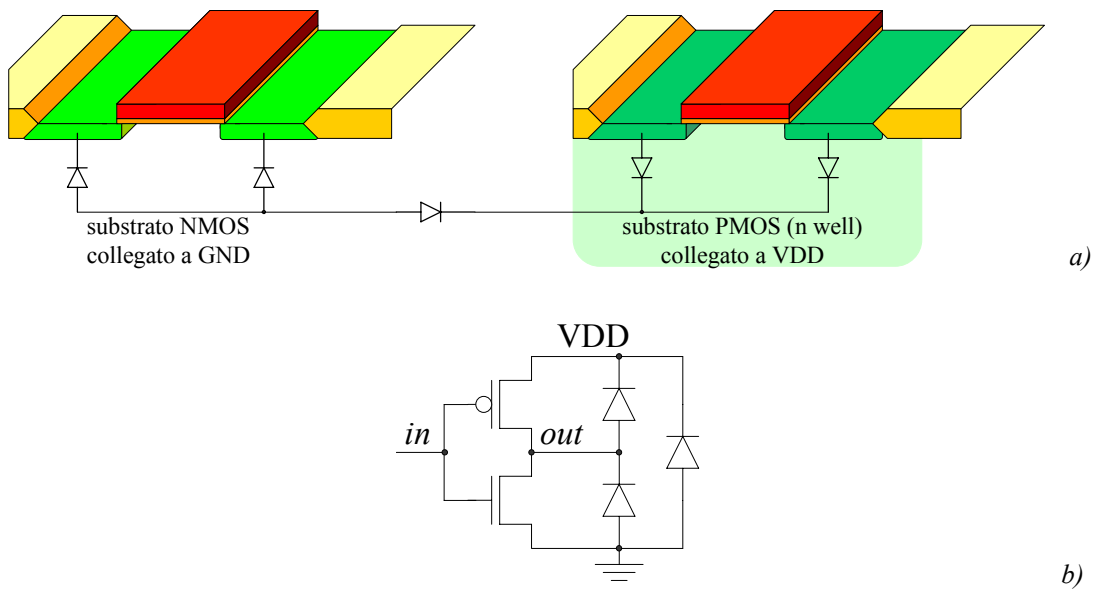 substrato NMOS
collegato a GND
substrato PMOS (n well)
collegato a VDD
a)
VDD
in
out
b)